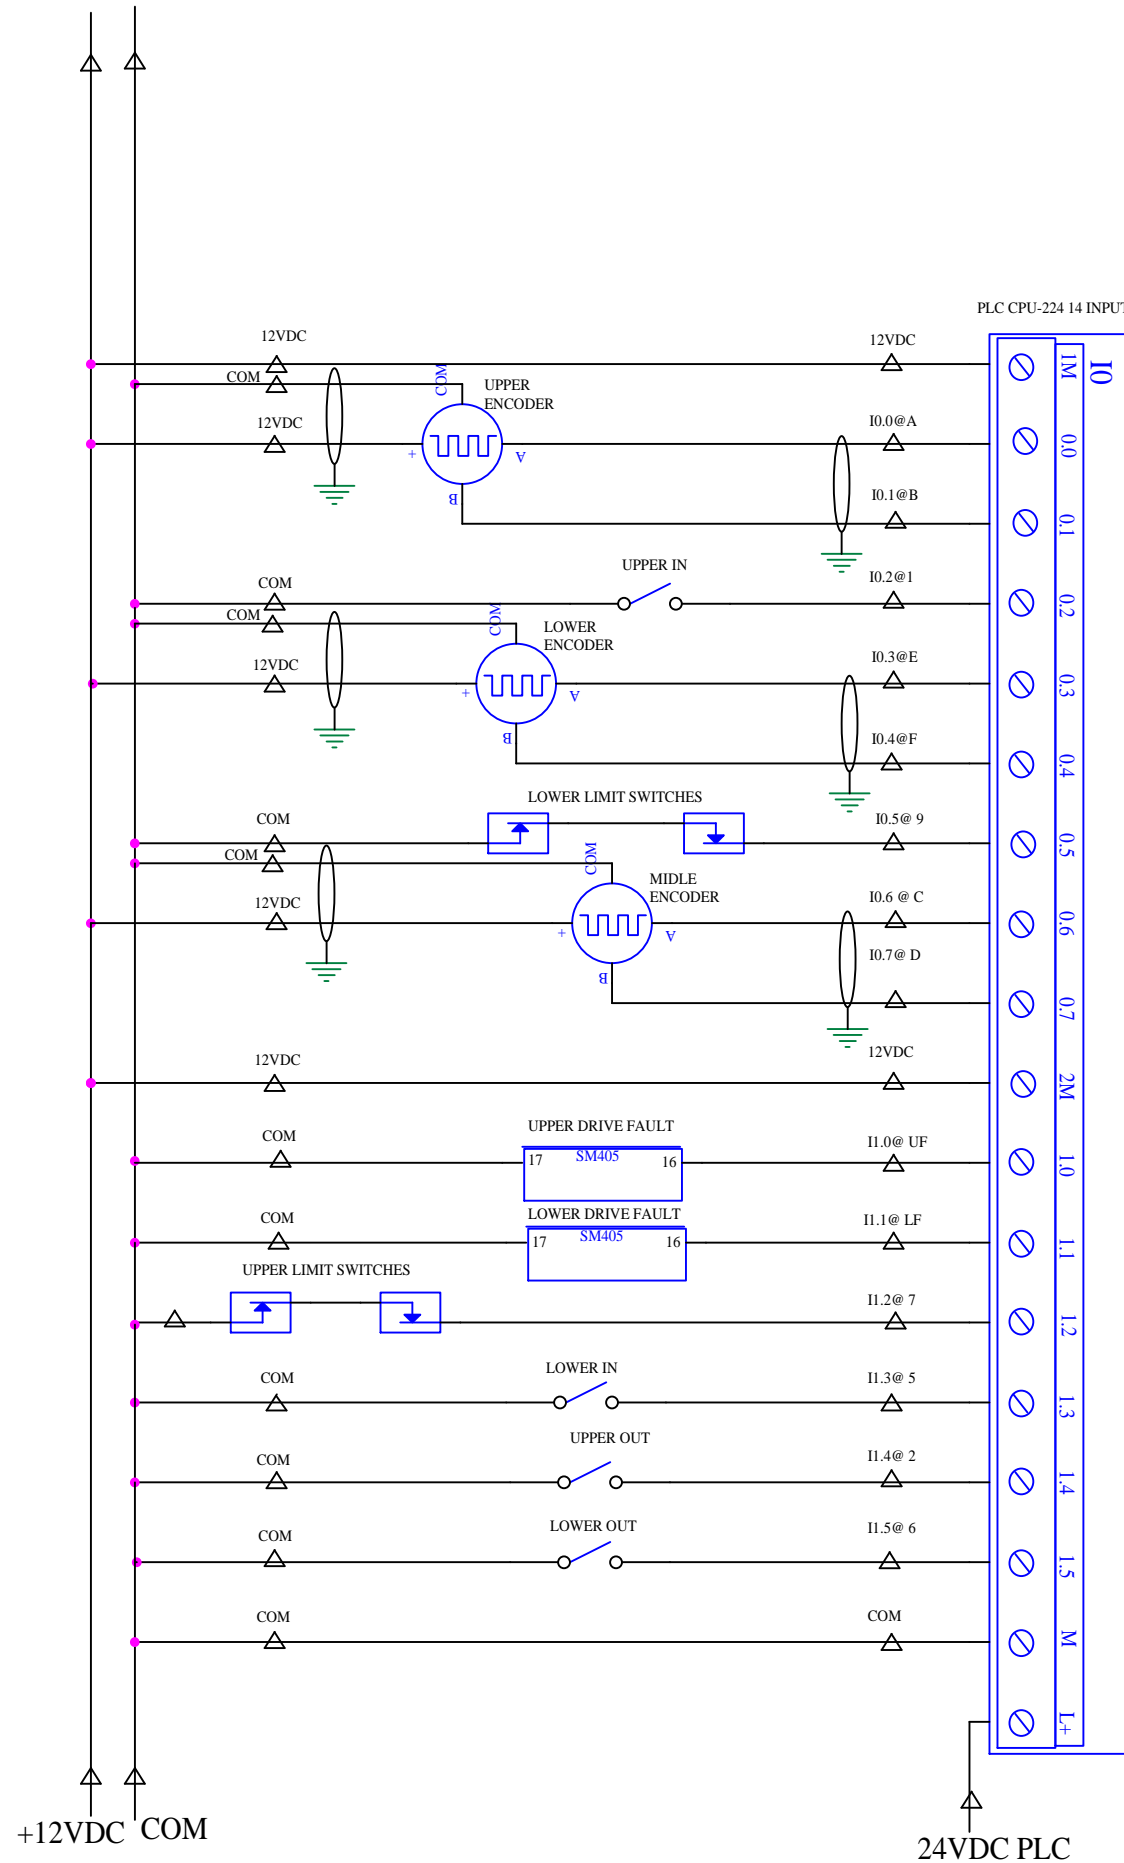 PLC CPU-224 14 INPUT
12VDC
12VDC
1M
I0
COM
COM
UPPER
ENCODER
12VDC
+
A
I0.0@A
0.0
B
I0.1@B
0.1
UPPER IN
COM
I0.2@1
0.2
COM
COM
LOWER
ENCODER
12VDC
+
A
I0.3@E
0.3
B
I0.4@F
0.4
LOWER LIMIT SWITCHES
COM
I0.5@ 9
0.5
COM
COM
MIDLE
ENCODER
12VDC
+
A
I0.6 @ C
0.6
B
I0.7@ D
0.7
12VDC
12VDC
2M
UPPER DRIVE FAULT
COM
17
SM405
16
I1.0@ UF
1.0
LOWER DRIVE FAULT
COM
17
SM405
16
I1.1@ LF
1.1
UPPER LIMIT SWITCHES
I1.2@ 7
1.2
LOWER IN
COM
I1.3@ 5
1.3
UPPER OUT
COM
I1.4@ 2
1.4
LOWER OUT
COM
I1.5@ 6
1.5
COM
COM
M
L+
+12VDC
COM
24VDC PLC